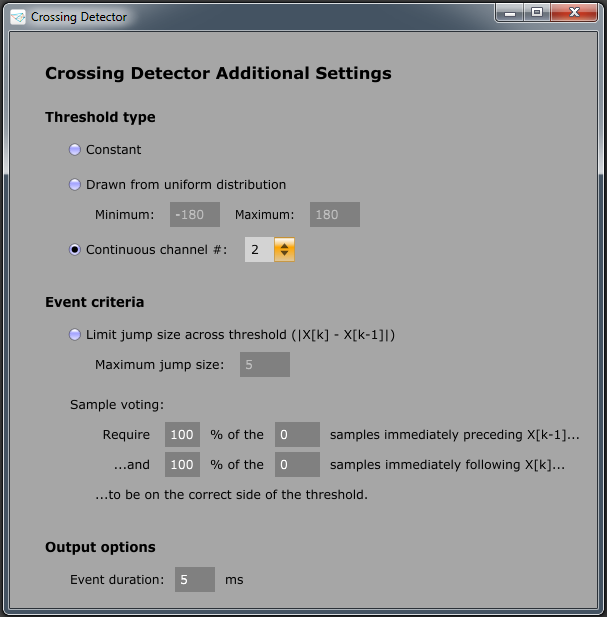 Crossing Detector
Crossing Detector Additional Settings
Threshold type
Constant
Drawn from uniform distribution
Minimum: -180 Maximum: 180
Continuous channel #: 2
Event criteria
Limit jump size across threshold (|X[k] - X[k-1]|)
Maximum jump size: 5
Sample voting:
Require 100 % of the 0 samples immediately preceding X[k-1]...
...and 100 % of the 0 samples immediately following X[k]...
...to be on the correct side of the threshold.
Output options
Event duration: 5 ms